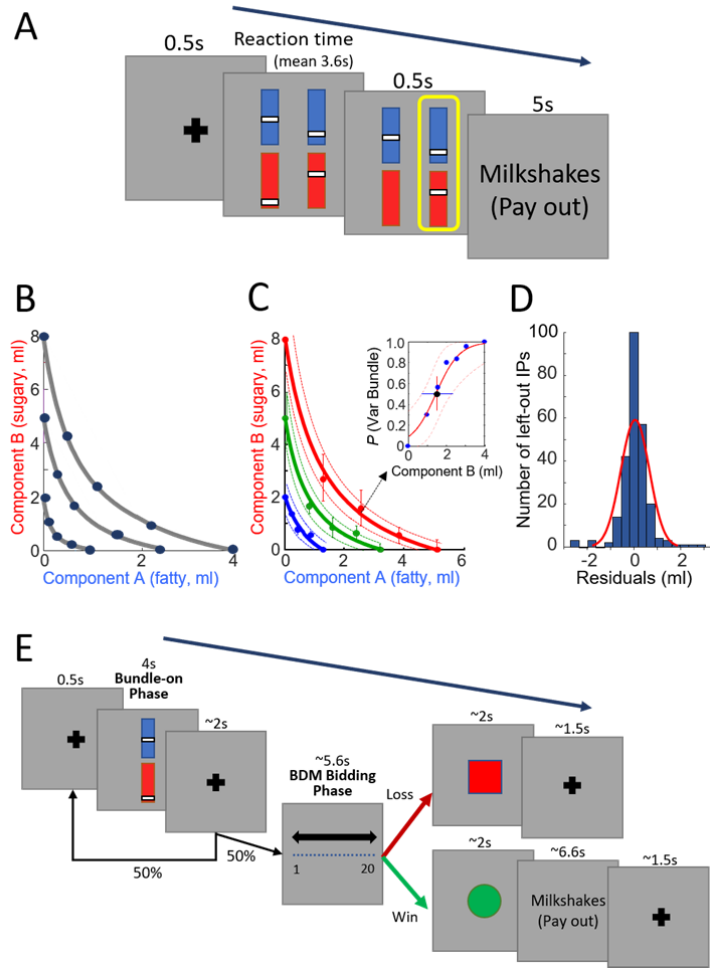 A
0.5s
Reaction time
(mean 3.6s)
0.5s
5s
Milkshakes
(Pay out)
B
Component B (sugary, ml)
8
6
4
2
0
0
2
4
Component A (fatty, ml)
C
Component B (sugary, ml)
8
6
4
2
0
0
2
4
6
Component A (fatty, ml)
P (Var Bundle)
1.0
0.8
0.6
0.4
0.2
0.0
0
2
4
Component B (ml)
D
Number of left-out IPs
100
80
60
40
20
0
-2
0
2
Residuals (ml)
E
0.5s
4s
Bundle-on
Phase
~2s
50%
50%
~5.6s
BDM Bidding
Phase
1
20
Loss
~2s
~1.5s
Win
~2s
~6.6s
Milkshakes
(Pay out)
~1.5s